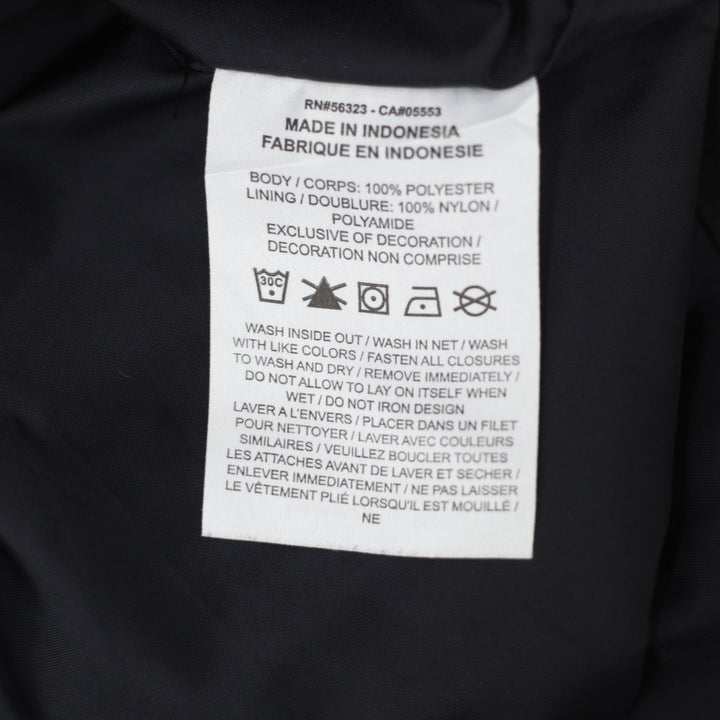 RN#56323 - CA#05553
MADE IN INDONESIA
FABRIQUE EN INDONESIE
BODY / CORPS: 100% POLYESTER
LINING / DOUBLURE: 100% NYLON /
POLYAMIDE
EXCLUSIVE OF DECORATION /
DECORATION NON COMPRISE
30C
WASH INSIDE OUT / WASH IN NET / WASH
WITH LIKE COLORS / FASTEN ALL CLOSURES
TO WASH AND DRY / REMOVE IMMEDIATELY /
DO NOT ALLOW TO LAY ON ITSELF WHEN
WET / DO NOT IRON DESIGN
LAVER A L'ENVERS / PLACER DANS UN FILET
POUR NETTOYER / LAVER AVEC COULEURS
SIMILAIRES / VEUILLEZ BOUCLER TOUTES
LES ATTACHES AVANT DE LAVER ET SECHER /
ENLEVER IMMEDIATEMENT / NE PAS LAISSER
LE VÊTEMENT PLIÉ LORSQU'IL EST MOUILLÉ /
NE